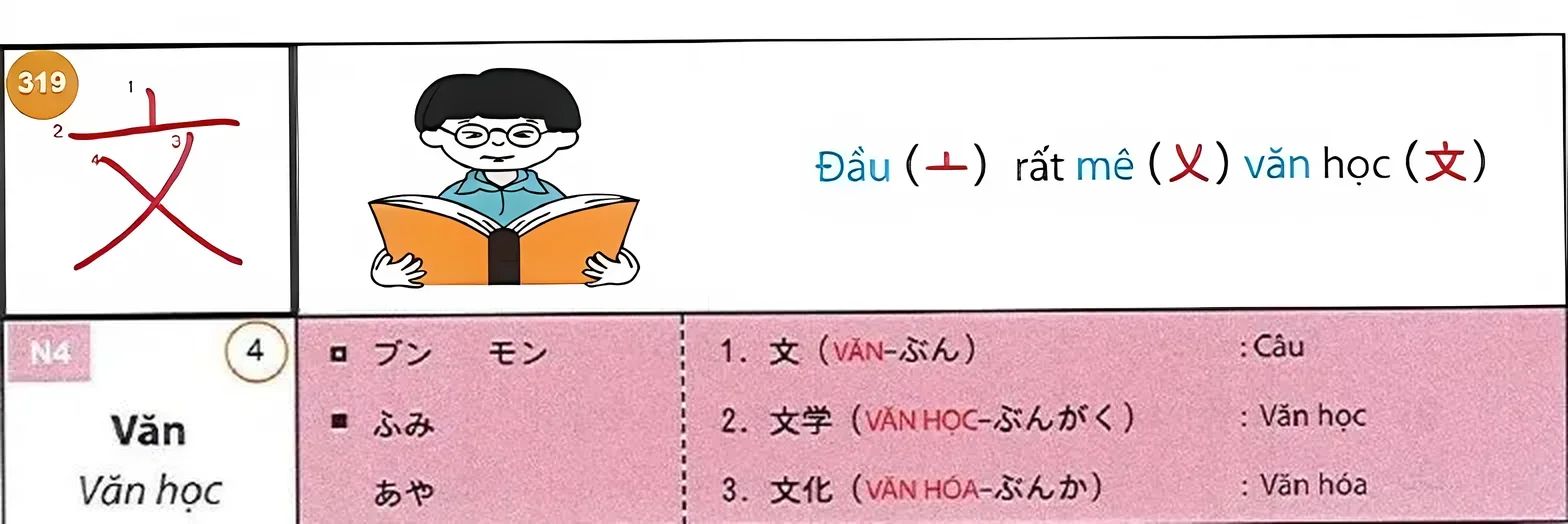 319
文
1
2
3
4
Đầu (亠) rất mê (乂) văn học (文)
N4
4
Văn
Văn học
ブン モン
ふみ
あや
1. 文 (VĂN-ぶん) : Câu
2. 文学 (VĂN HỌC-ぶんがく) : Văn học
3. 文化 (VĂN HÓA-ぶんか) : Văn hóa